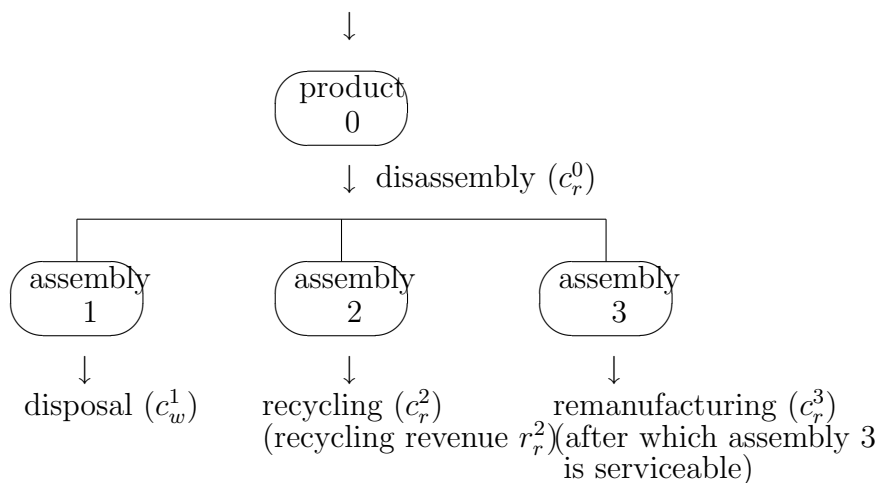 product
0
disassembly (c_r^0)
assembly
1
assembly
2
assembly
3
disposal (c_w^1)
recycling (c_r^2)
(recycling revenue r_r^2)
remanufacturing (c_r^3)
(after which assembly 3
is serviceable)